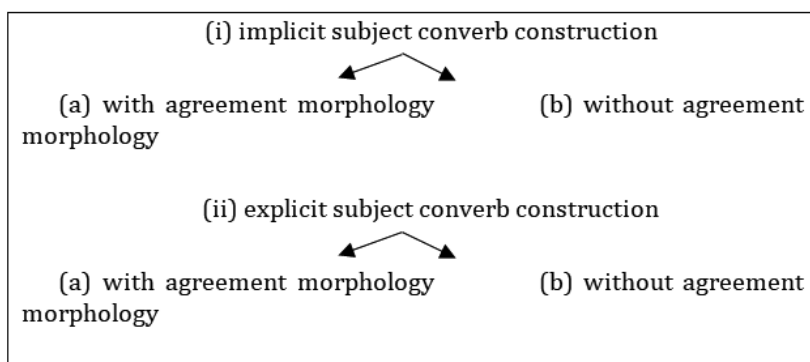 (i) implicit subject converb construction
(a) with agreement morphology (b) without agreement
morphology
(ii) explicit subject converb construction
(a) with agreement morphology (b) without agreement
morphology